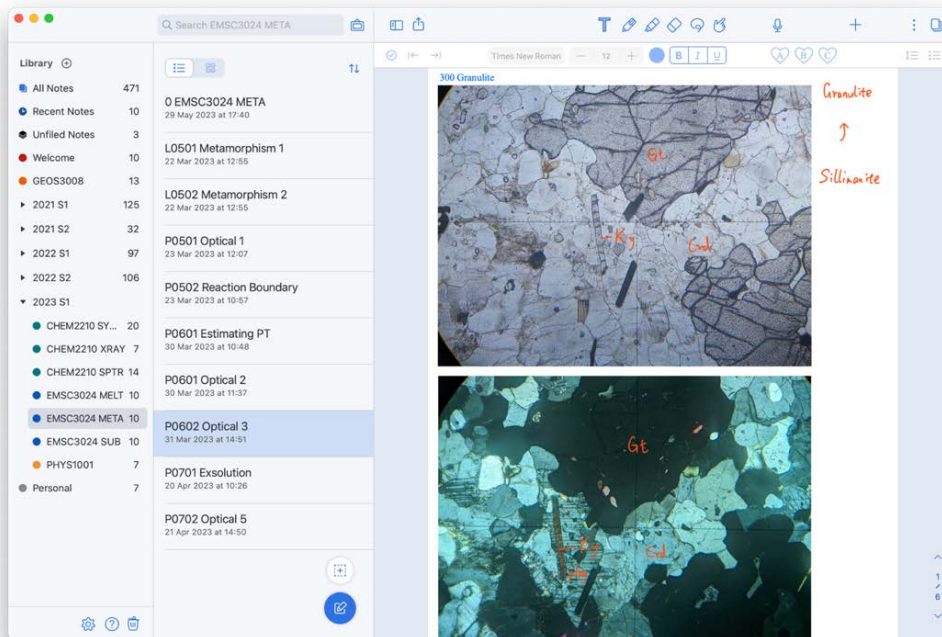 Search EMSC3024 META
Library
All Notes 471
Recent Notes 10
Unfiled Notes 3
Welcome 10
GEOS3008 13
2021 S1 125
2021 S2 32
2022 S1 97
2022 S2 106
2023 S1
CHEM2210 SY... 20
CHEM2210 XRAY 7
CHEM2210 SPTR 14
EMSC3024 MELT 10
EMSC3024 META 10
EMSC3024 SUB 10
PHYS1001 7
Personal 7
0 EMSC3024 META
29 May 2023 at 17:40
L0501 Metamorphism 1
22 Mar 2023 at 12:55
L0502 Metamorphism 2
22 Mar 2023 at 12:55
P0501 Optical 1
23 Mar 2023 at 12:07
P0502 Reaction Boundary
23 Mar 2023 at 10:57
P0601 Estimating PT
30 Mar 2023 at 10:48
P0601 Optical 2
30 Mar 2023 at 11:37
P0602 Optical 3
31 Mar 2023 at 14:51
P0701 Exsolution
20 Apr 2023 at 10:26
P0702 Optical 5
21 Apr 2023 at 14:50
T
Times New Roman — 12 +
B I U
A B C
300 Granulite
Granulite
↑
Sillimanite
Gt
Ky
Crd
Gt
Ky
Crd
plag
1
/
6